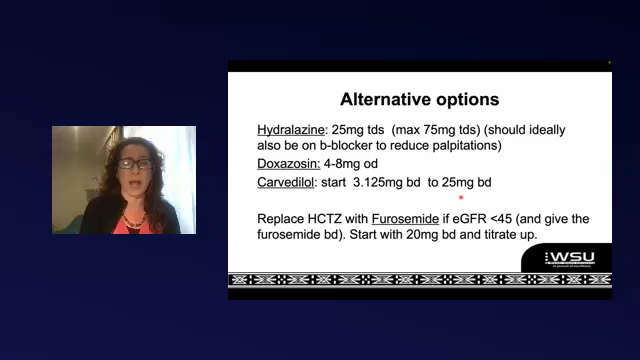 Alternative options
Hydralazine: 25mg tds  (max 75mg tds) (should ideally
also be on b-blocker to reduce palpitations)
Doxazosin: 4-8mg od
Carvedilol: start  3.125mg bd  to 25mg bd
Replace HCTZ with Furosemide if eGFR <45 (and give the
furosemide bd). Start with 20mg bd and titrate up.
WSU